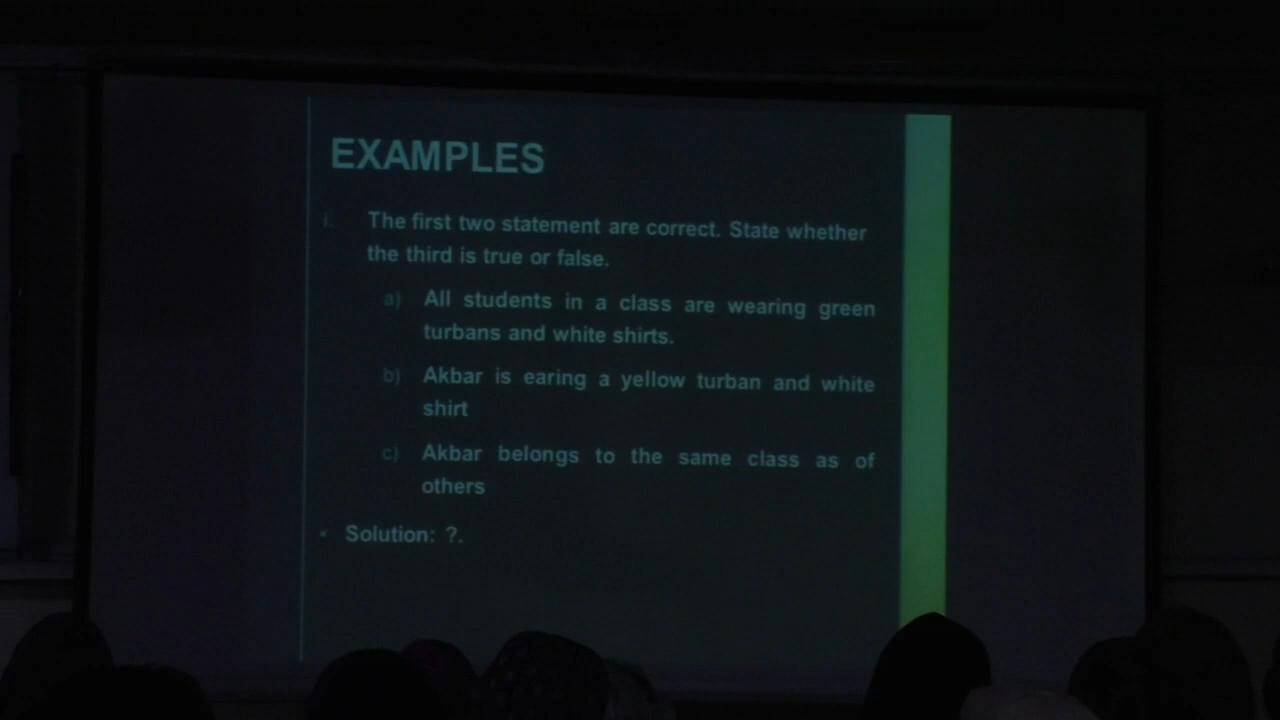 EXAMPLES
i. The first two statement are correct. State whether
the third is true or false.
a) All students in a class are wearing green
turbans and white shirts.
b) Akbar is earing a yellow turban and white
shirt
c) Akbar belongs to the same class as of
others
• Solution: ?.